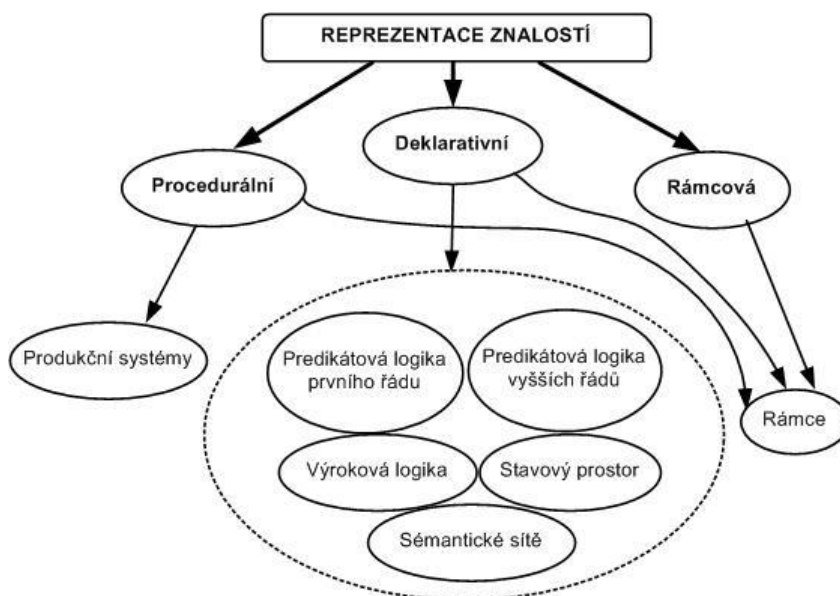 REPREZENTACE ZNALOSTÍ
Deklarativní
Procedurální
Rámcová
Produkční systémy
Predikátová logika
prvního řádu
Predikátová logika
vyšších řádů
Rámce
Výroková logika
Stavový prostor
Sémantické sítě